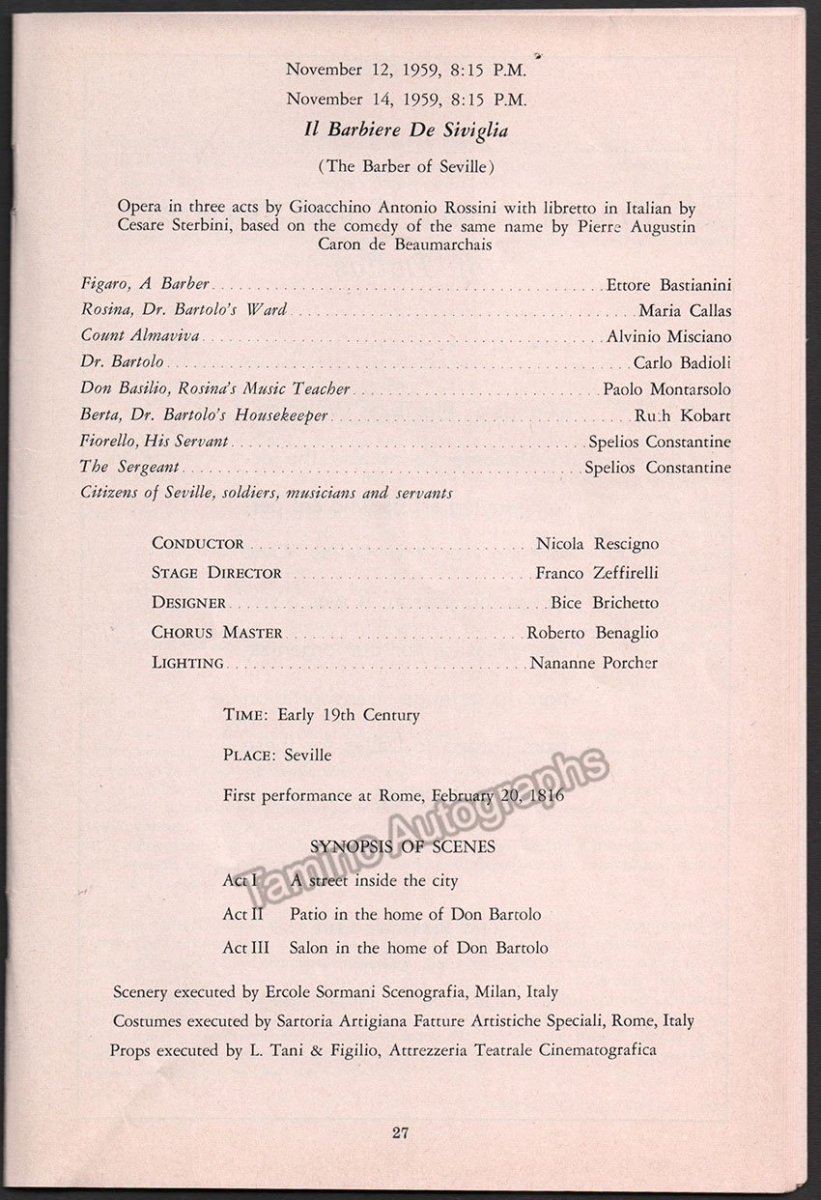 November 12, 1959, 8:15 P.M.
November 14, 1959, 8:15 P.M.
Il Barbiere De Siviglia
(The Barber of Seville)
Opera in three acts by Gioacchino Antonio Rossini with libretto in Italian by
Cesare Sterbini, based on the comedy of the same name by Pierre Augustin
Caron de Beaumarchais
Figaro, A Barber Ettore Bastianini
Rosina, Dr. Bartolo's Ward Maria Callas
Count Almaviva Alvinio Misciano
Dr. Bartolo Carlo Badioli
Don Basilio, Rosina's Music Teacher Paolo Montarsolo
Berta, Dr. Bartolo's Housekeeper Ruth Kobart
Fiorello, His Servant Spelios Constantine
The Sergeant Spelios Constantine
Citizens of Seville, soldiers, musicians and servants
CONDUCTOR Nicola Rescigno
STAGE DIRECTOR Franco Zeffirelli
DESIGNER Bice Brichetto
CHORUS MASTER Roberto Benaglio
LIGHTING Nananne Porcher
TIME: Early 19th Century
PLACE: Seville
First performance at Rome, February 20, 1816
Tamino Autographs
SYNOPSIS OF SCENES
Act I A street inside the city
Act II Patio in the home of Don Bartolo
Act III Salon in the home of Don Bartolo
Scenery executed by Ercole Sormani Scenografia, Milan, Italy
Costumes executed by Sartoria Artigiana Fatture Artistiche Speciali, Rome, Italy
Props executed by L. Tani & Figilio, Attrezzeria Teatrale Cinematografica
27